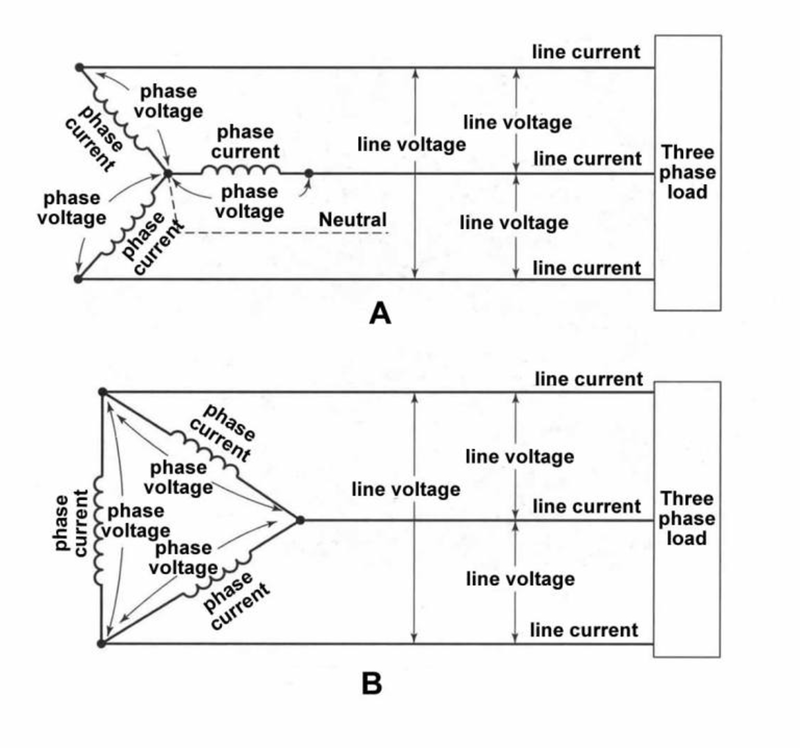 line current
phase
voltage
phase
current
phase
current
line voltage
line voltage
line current
Three
phase
load
phase
voltage
phase
voltage
phase
current
Neutral
line voltage
line current
A
line current
phase
current
phase
voltage
line voltage
line voltage
line current
Three
phase
load
phase
current
phase
voltage
phase
voltage
phase
current
line voltage
line current
B